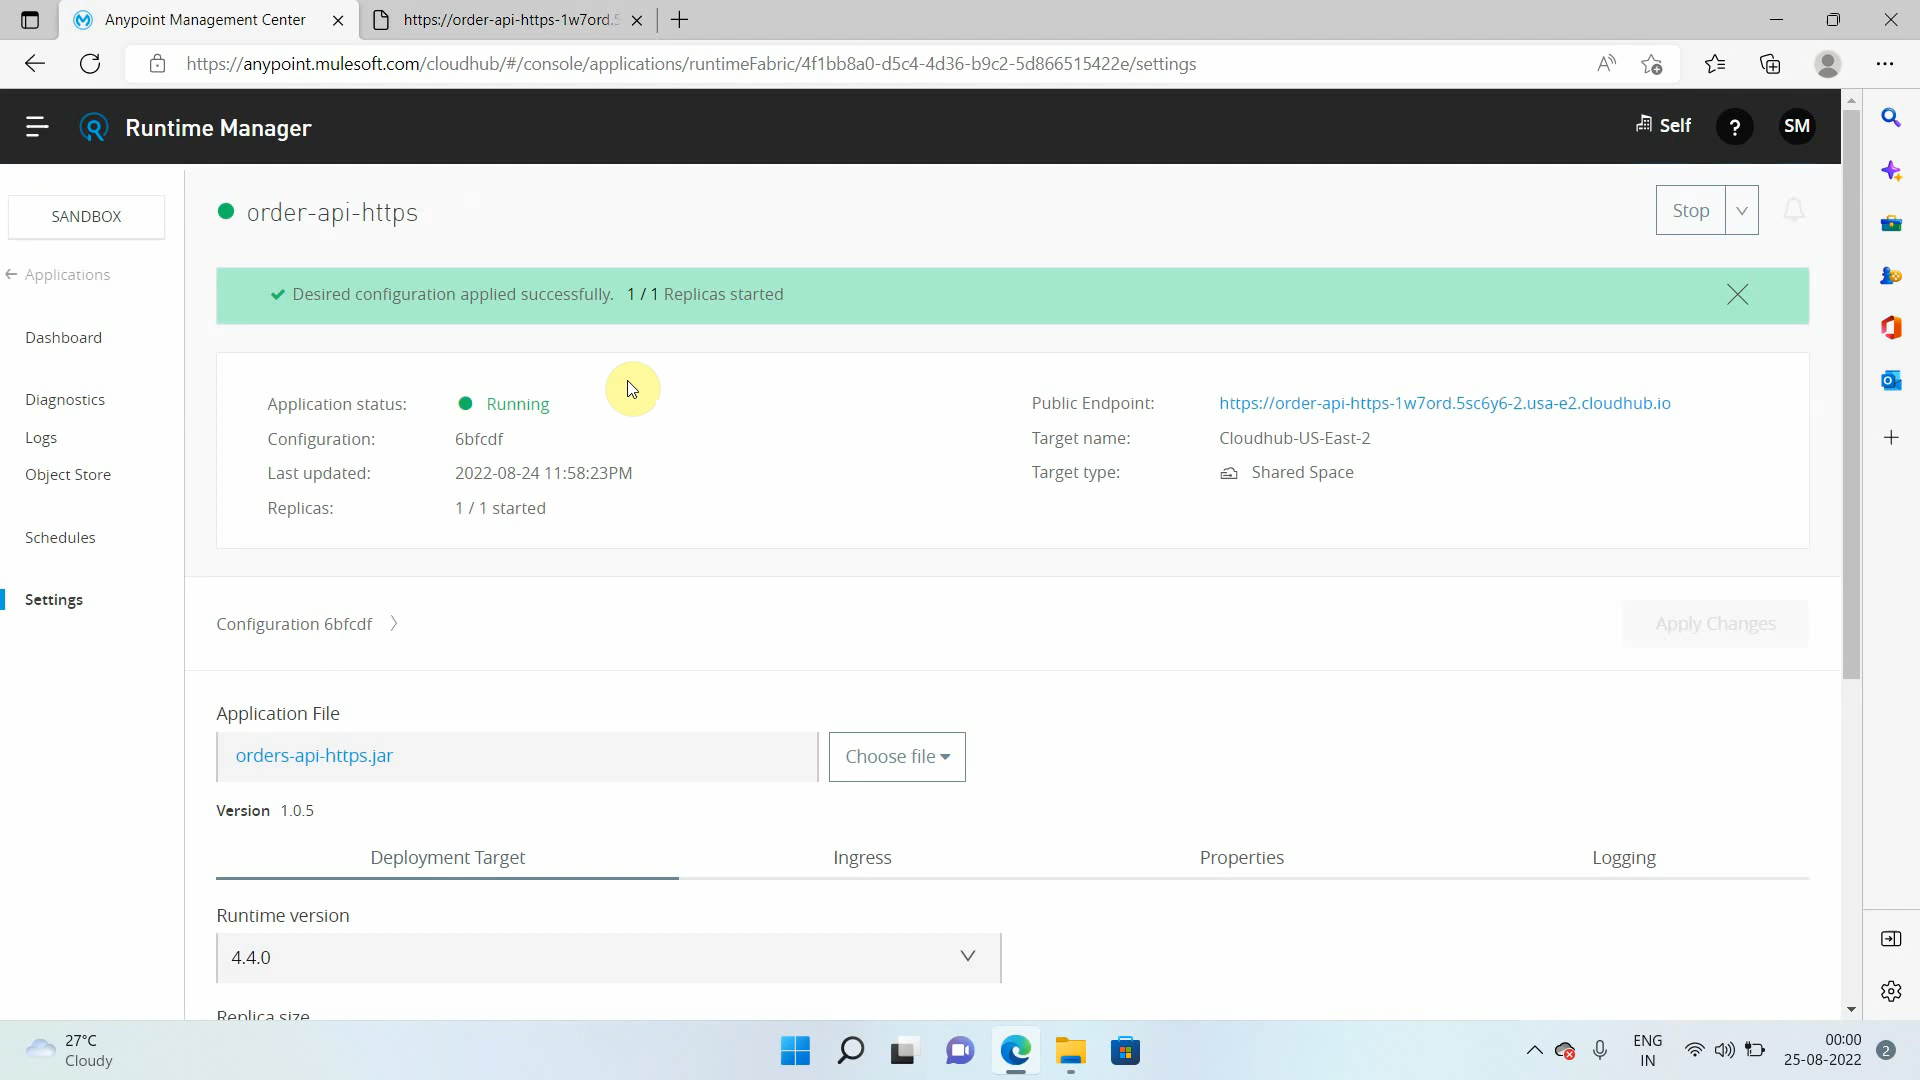 Anypoint Management Center
https://order-api-https-1w7ord.5
https://anypoint.mulesoft.com/cloudhub/#/console/applications/runtimeFabric/4f1bb8a0-d5c4-4d36-b9c2-5d866515422e/settings
Runtime Manager
Self
?
SM
SANDBOX
Applications
Dashboard
Diagnostics
Logs
Object Store
Schedules
Settings
order-api-https
Stop
Desired configuration applied successfully. 1 / 1 Replicas started
Application status: Running
Configuration: 6bfcdf
Last updated: 2022-08-24 11:58:23PM
Replicas: 1 / 1 started
Public Endpoint: https://order-api-https-1w7ord.5sc6y6-2.usa-e2.cloudhub.io
Target name: Cloudhub-US-East-2
Target type: Shared Space
Configuration 6bfcdf
Apply Changes
Application File
orders-api-https.jar
Choose file
Version 1.0.5
Deployment Target Ingress Properties Logging
Runtime version
4.4.0
Replica size
27°C
Cloudy
ENG
IN
00:00
25-08-2022
2